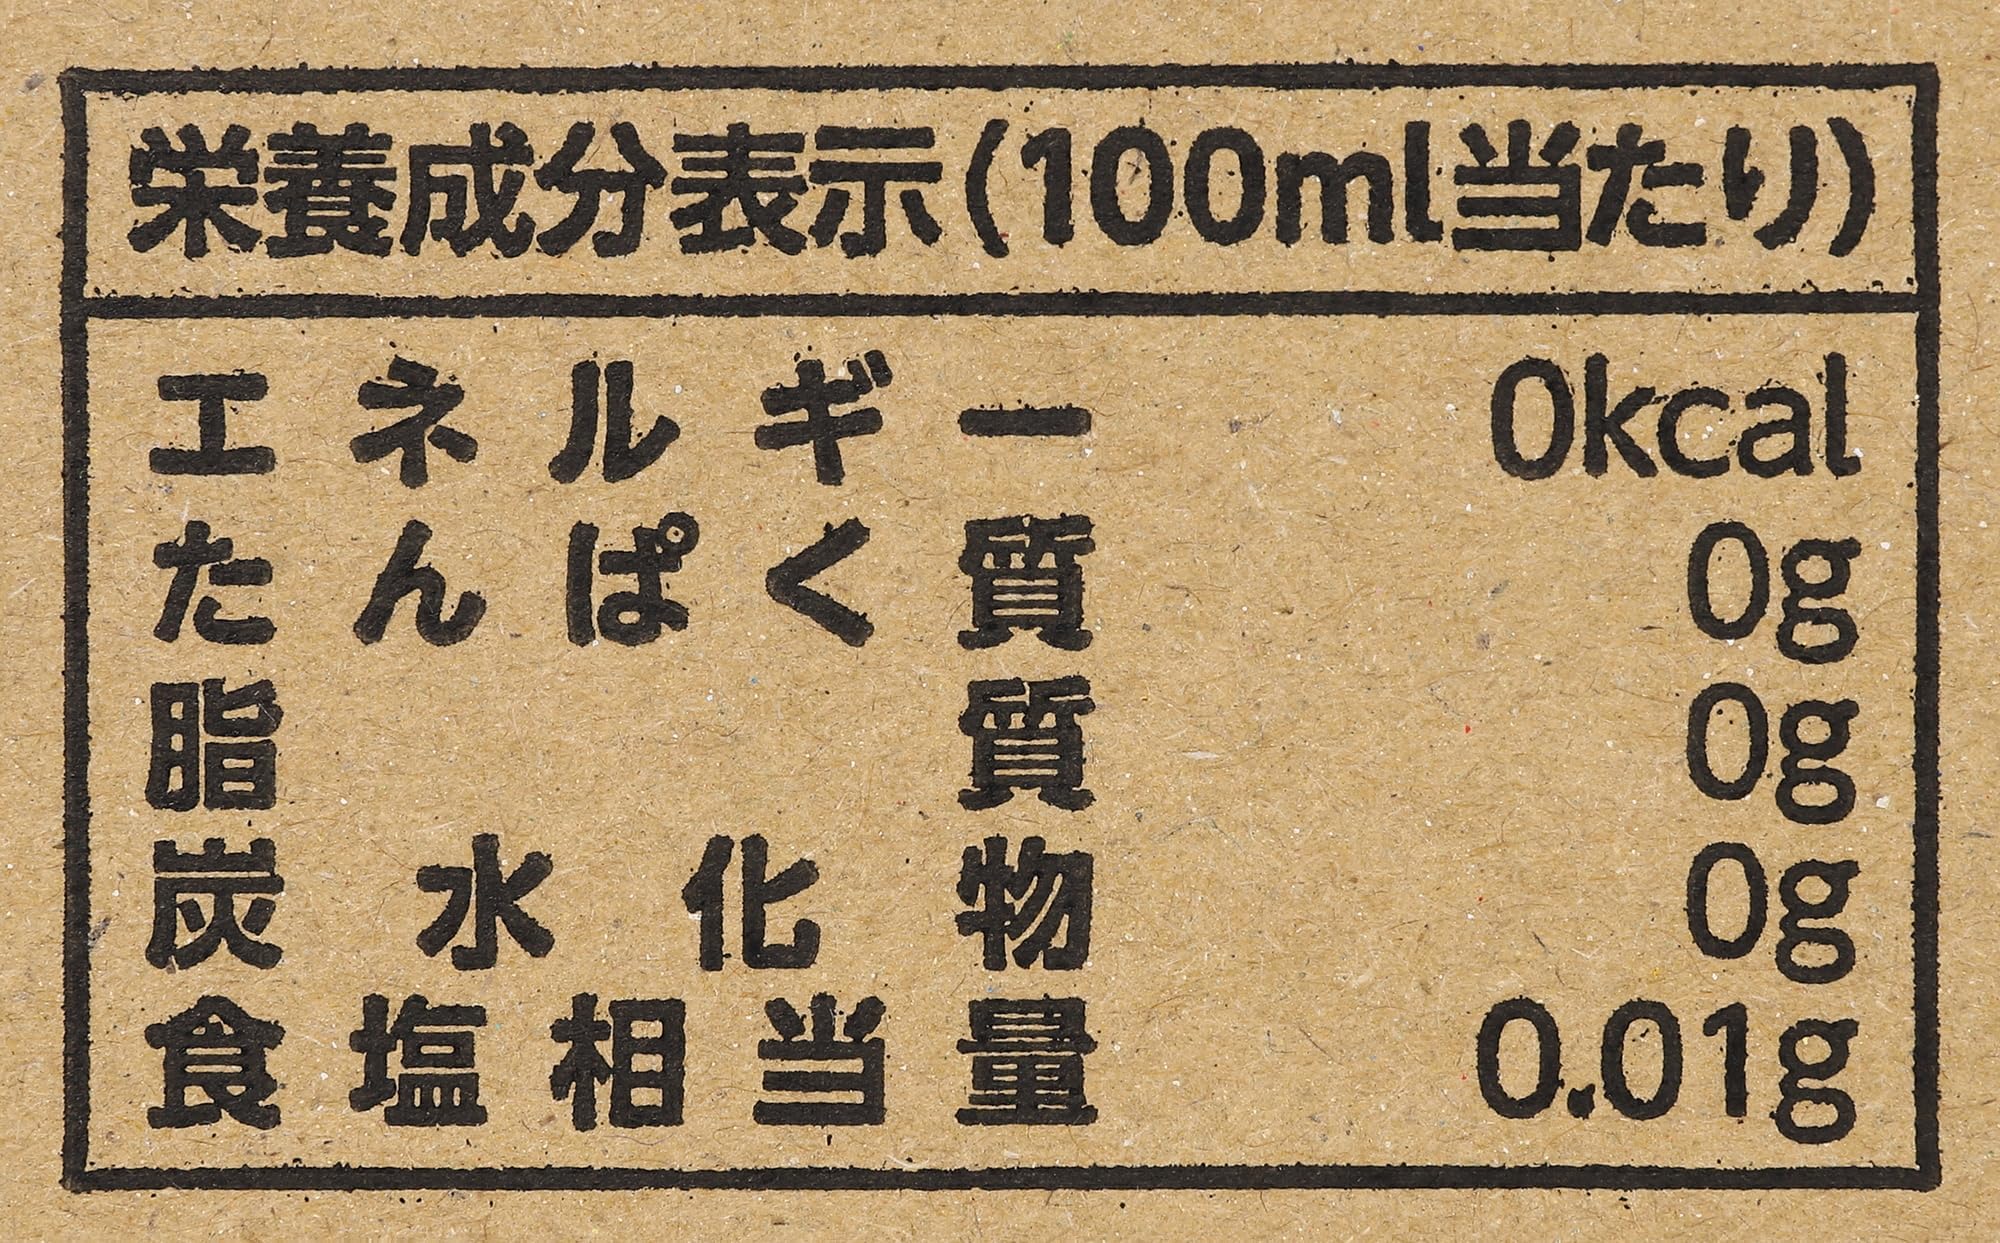 栄養成分表示(100ml当たり)
エネルギー 0kcal
たんぱく質 0g
脂質 0g
炭水化物 0g
食塩相当量 0.01g